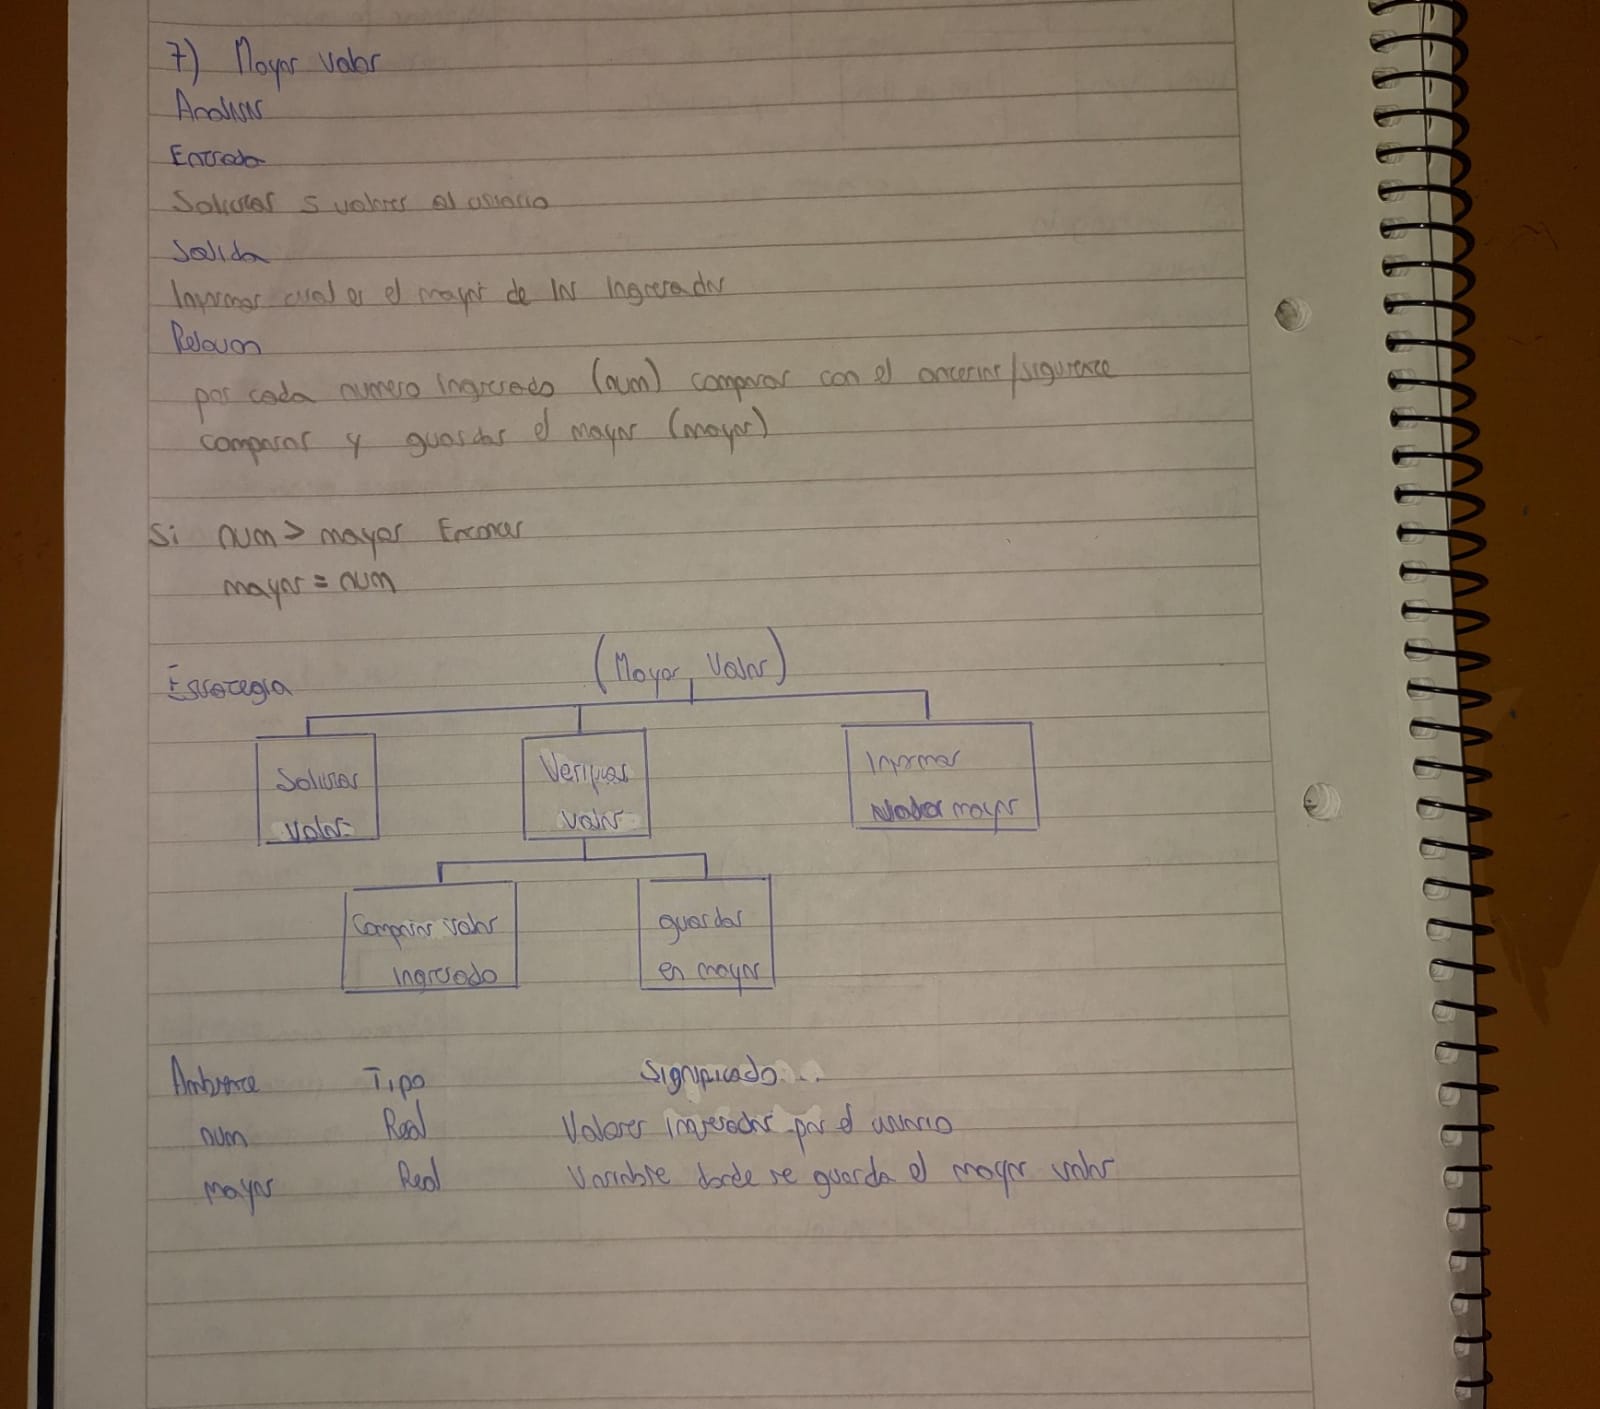 7) Mayor valor
Analisis
Entrada
Solicitar 5 valores al usuario
Salida
Informar cual es el mayor de los ingresados
Relacion
por cada numero ingresado (num) comparar con el anterior/siguiente
comparar y guardar el mayor (mayor)
Si num > mayor Entonces
mayor = num
Estrategia
(Mayor Valor)
Solicitar
valor
Verificar
valor
Informar
Valor mayor
Comparar valor
ingresado
guardar
en mayor
Ambiente Tipo Significado
num Real Valores ingresados por el usuario
mayor Real Variable donde se guarda el mayor valor